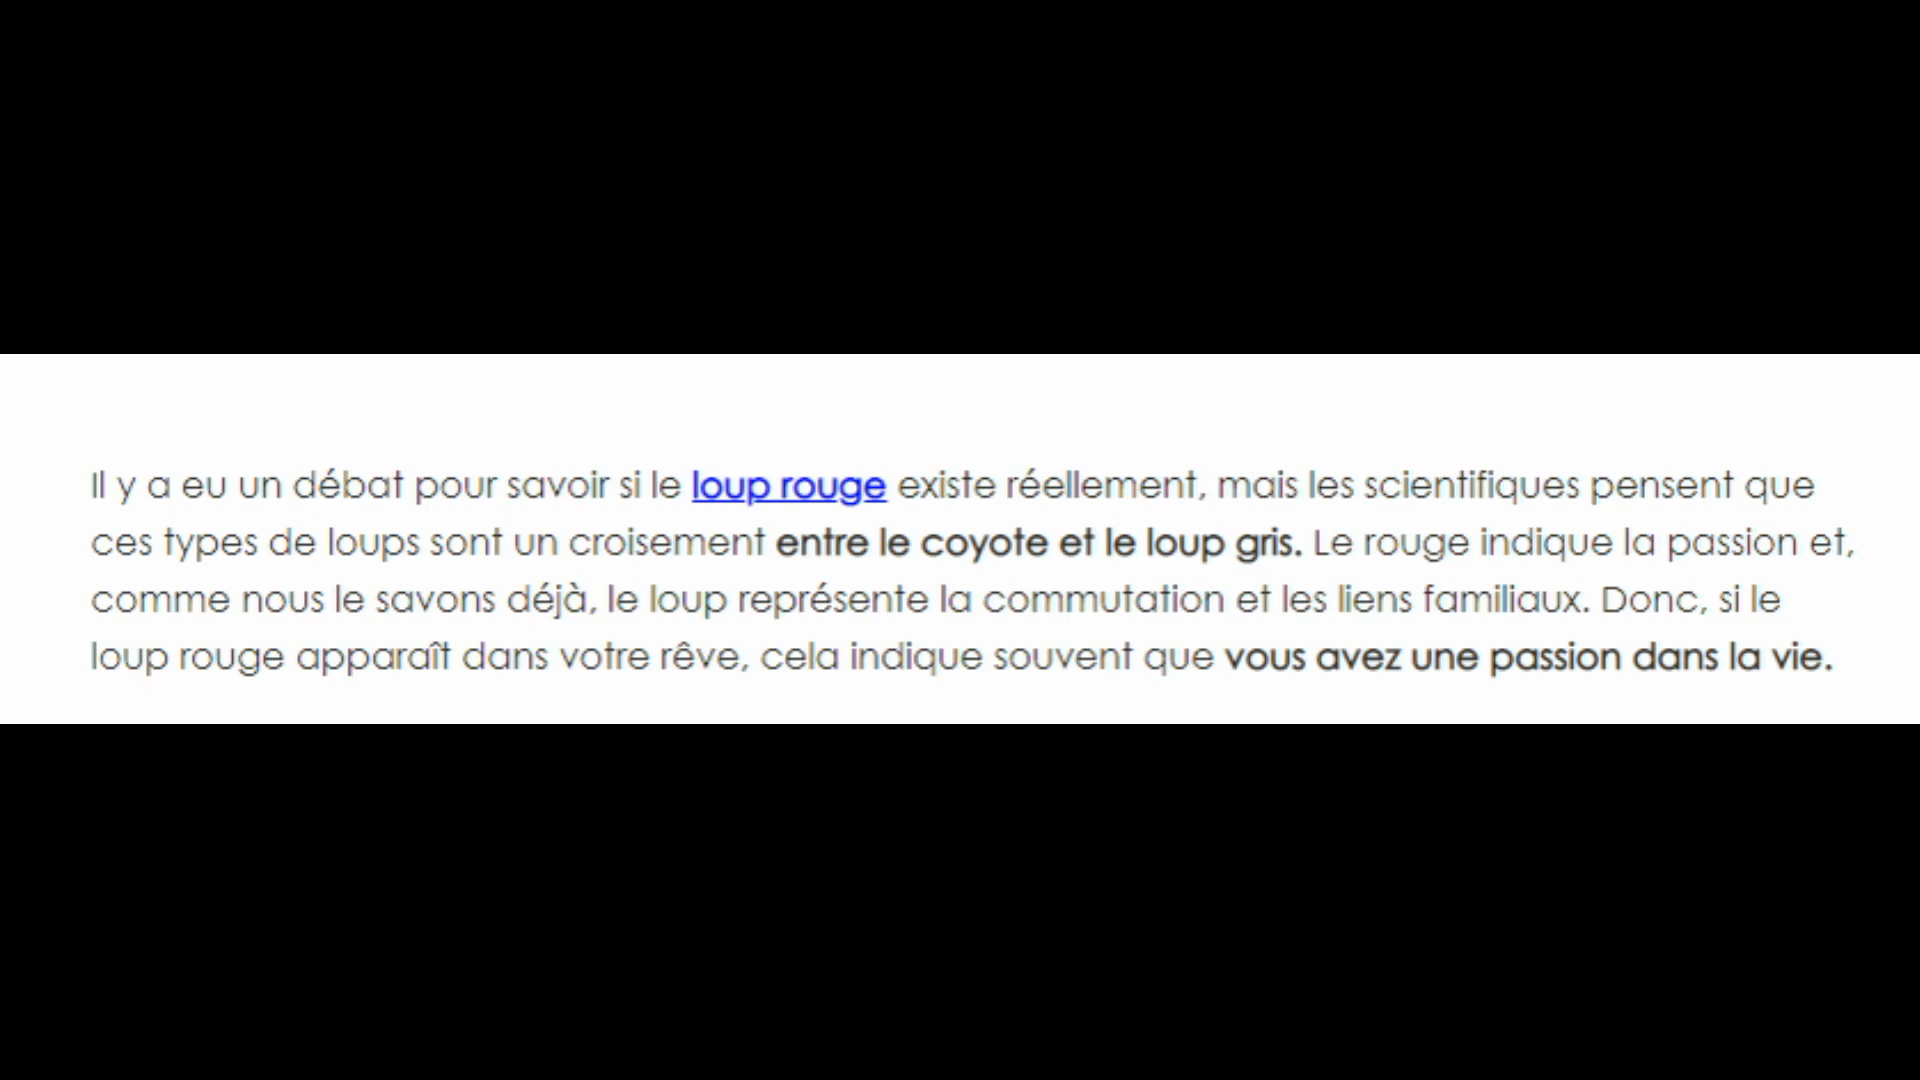 Il y a eu un débat pour savoir si le loup rouge existe réellement, mais les scientifiques pensent que
ces types de loups sont un croisement entre le coyote et le loup gris. Le rouge indique la passion et,
comme nous le savons déjà, le loup représente la commutation et les liens familiaux. Donc, si le
loup rouge apparaît dans votre rêve, cela indique souvent que vous avez une passion dans la vie.